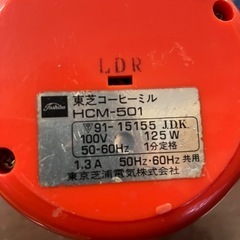 LDR
Toshiba
東芝コーヒーミル
HCM-501
91-15155 JDK
100V 125W
50-60Hz 1分定格
1.3A 50Hz・60Hz 共用
東京芝浦電気株式会社